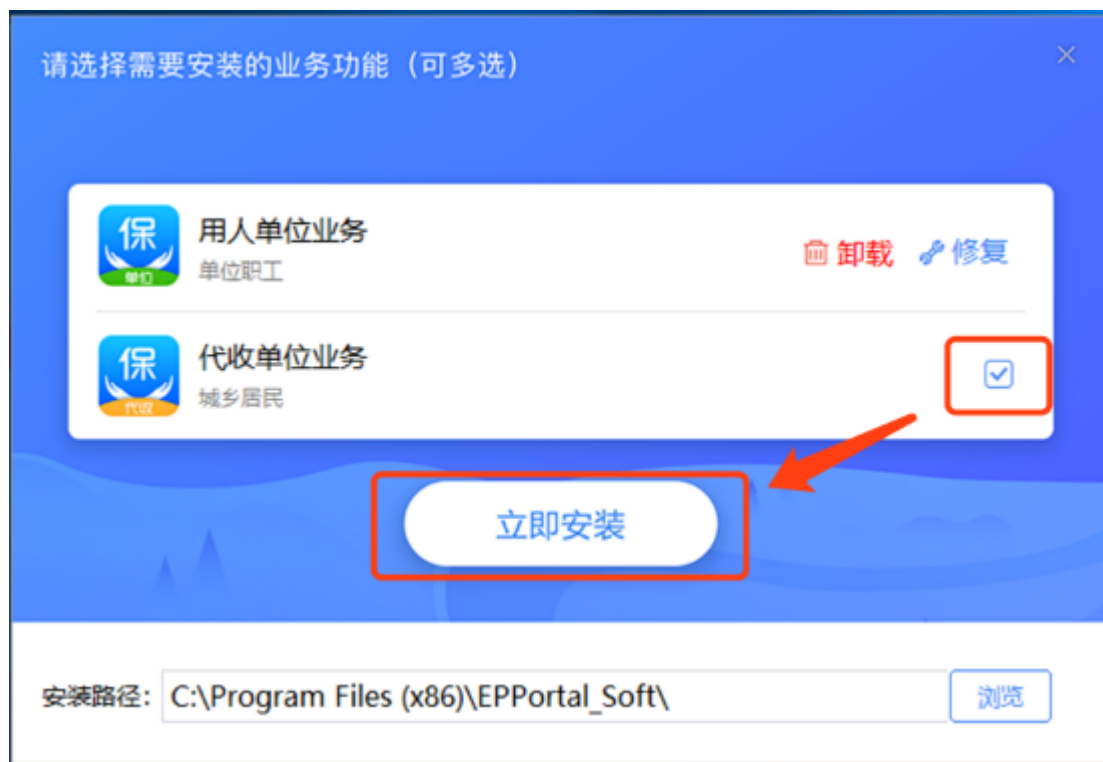 请选择需要安装的业务功能（可多选）
保
单位
用人单位业务
单位职工
卸载 修复
保
代收
代收单位业务
城乡居民
立即安装
安装路径: C:\Program Files (x86)\EPPortal_Soft\ 浏览